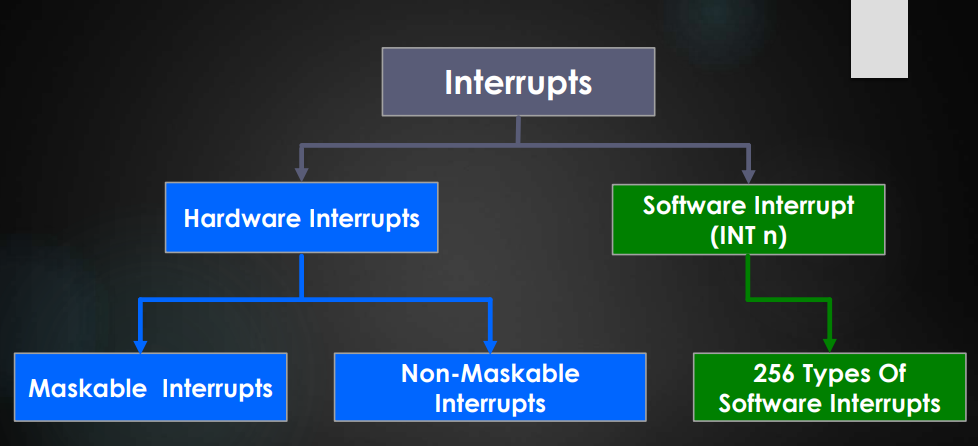 Interrupts
Hardware Interrupts
Software Interrupt
(INT n)
Maskable Interrupts
Non-Maskable
Interrupts
256 Types Of
Software Interrupts